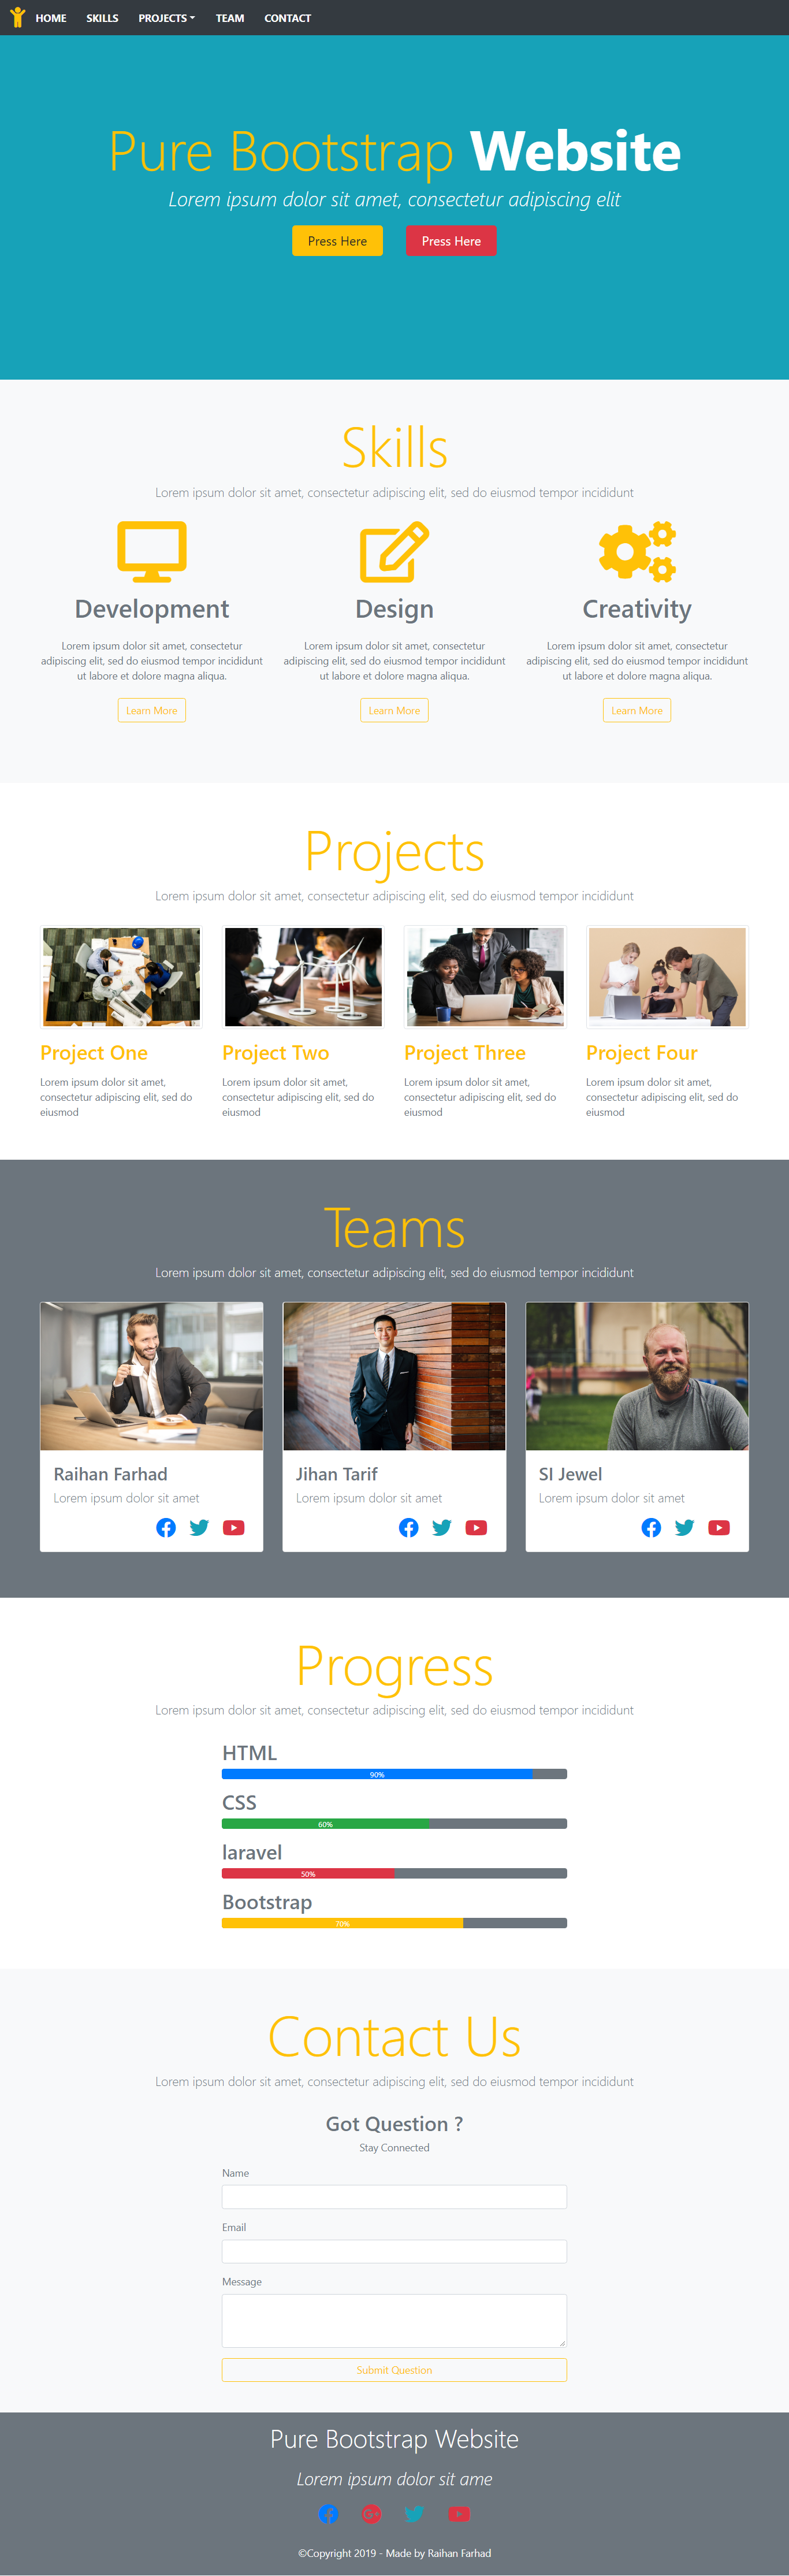 HOME SKILLS PROJECTS TEAM CONTACT
Pure Bootstrap Website
Lorem ipsum dolor sit amet, consectetur adipiscing elit
Press Here Press Here
Skills
Lorem ipsum dolor sit amet, consectetur adipiscing elit, sed do eiusmod tempor incididunt
Development
Lorem ipsum dolor sit amet, consectetur
adipiscing elit, sed do eiusmod tempor incididunt
ut labore et dolore magna aliqua.
Learn More
Design
Lorem ipsum dolor sit amet, consectetur
adipiscing elit, sed do eiusmod tempor incididunt
ut labore et dolore magna aliqua.
Learn More
Creativity
Lorem ipsum dolor sit amet, consectetur
adipiscing elit, sed do eiusmod tempor incididunt
ut labore et dolore magna aliqua.
Learn More
Projects
Lorem ipsum dolor sit amet, consectetur adipiscing elit, sed do eiusmod tempor incididunt
Project One
Lorem ipsum dolor sit amet,
consectetur adipiscing elit, sed do
eiusmod
Project Two
Lorem ipsum dolor sit amet,
consectetur adipiscing elit, sed do
eiusmod
Project Three
Lorem ipsum dolor sit amet,
consectetur adipiscing elit, sed do
eiusmod
Project Four
Lorem ipsum dolor sit amet,
consectetur adipiscing elit, sed do
eiusmod
Teams
Lorem ipsum dolor sit amet, consectetur adipiscing elit, sed do eiusmod tempor incididunt
Raihan Farhad
Lorem ipsum dolor sit amet
Jihan Tarif
Lorem ipsum dolor sit amet
SI Jewel
Lorem ipsum dolor sit amet
Progress
Lorem ipsum dolor sit amet, consectetur adipiscing elit, sed do eiusmod tempor incididunt
HTML
90%
CSS
60%
laravel
50%
Bootstrap
70%
Contact Us
Lorem ipsum dolor sit amet, consectetur adipiscing elit, sed do eiusmod tempor incididunt
Got Question ?
Stay Connected
Name
Email
Message
Submit Question
Pure Bootstrap Website
Lorem ipsum dolor sit ame
G+
©Copyright 2019 - Made by Raihan Farhad